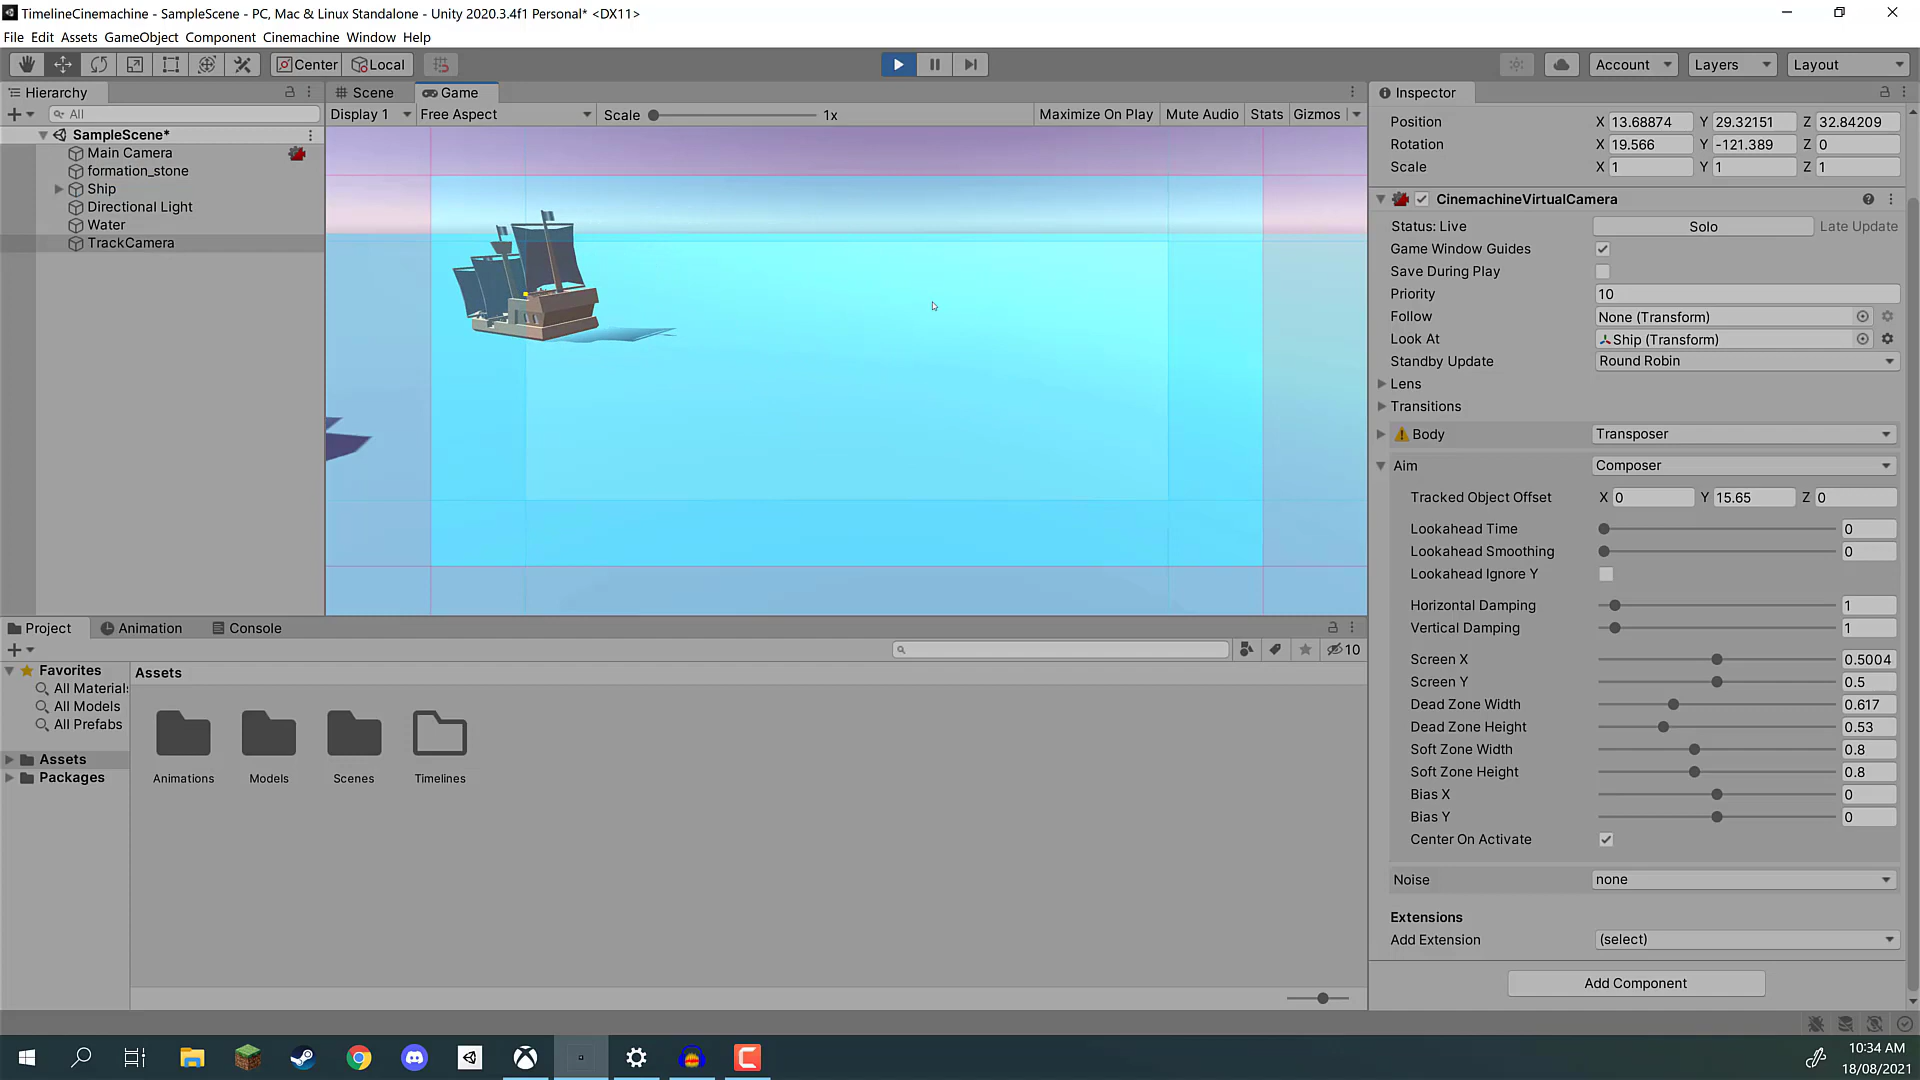 TimelineCinemachine - SampleScene - PC, Mac & Linux Standalone - Unity 2020.3.4f1 Personal* <DX11>
File Edit Assets GameObject Component Cinemachine Window Help
Center Local Account Layers Layout
Hierarchy
All
SampleScene*
Main Camera
formation_stone
Ship
Directional Light
Water
TrackCamera
Scene Game
Display 1 Free Aspect Scale 1x Maximize On Play Mute Audio Stats Gizmos
Inspector
Position X 13.68874 Y 29.32151 Z 32.84209
Rotation X 19.566 Y -121.389 Z 0
Scale X 1 Y 1 Z 1
CinemachineVirtualCamera
Status: Live Solo Late Update
Game Window Guides
Save During Play
Priority 10
Follow None (Transform)
Look At Ship (Transform)
Standby Update Round Robin
Lens
Transitions
Body Transposer
Aim Composer
Tracked Object Offset X 0 Y 15.65 Z 0
Lookahead Time 0
Lookahead Smoothing 0
Lookahead Ignore Y
Horizontal Damping 1
Vertical Damping 1
Screen X 0.5004
Screen Y 0.5
Dead Zone Width 0.617
Dead Zone Height 0.53
Soft Zone Width 0.8
Soft Zone Height 0.8
Bias X 0
Bias Y 0
Center On Activate
Noise none
Extensions
Add Extension (select)
Add Component
Project Animation Console
10
Favorites
All Material
All Models
All Prefabs
Assets
Packages
Assets
Animations Models Scenes Timelines
10:34 AM
18/08/2021